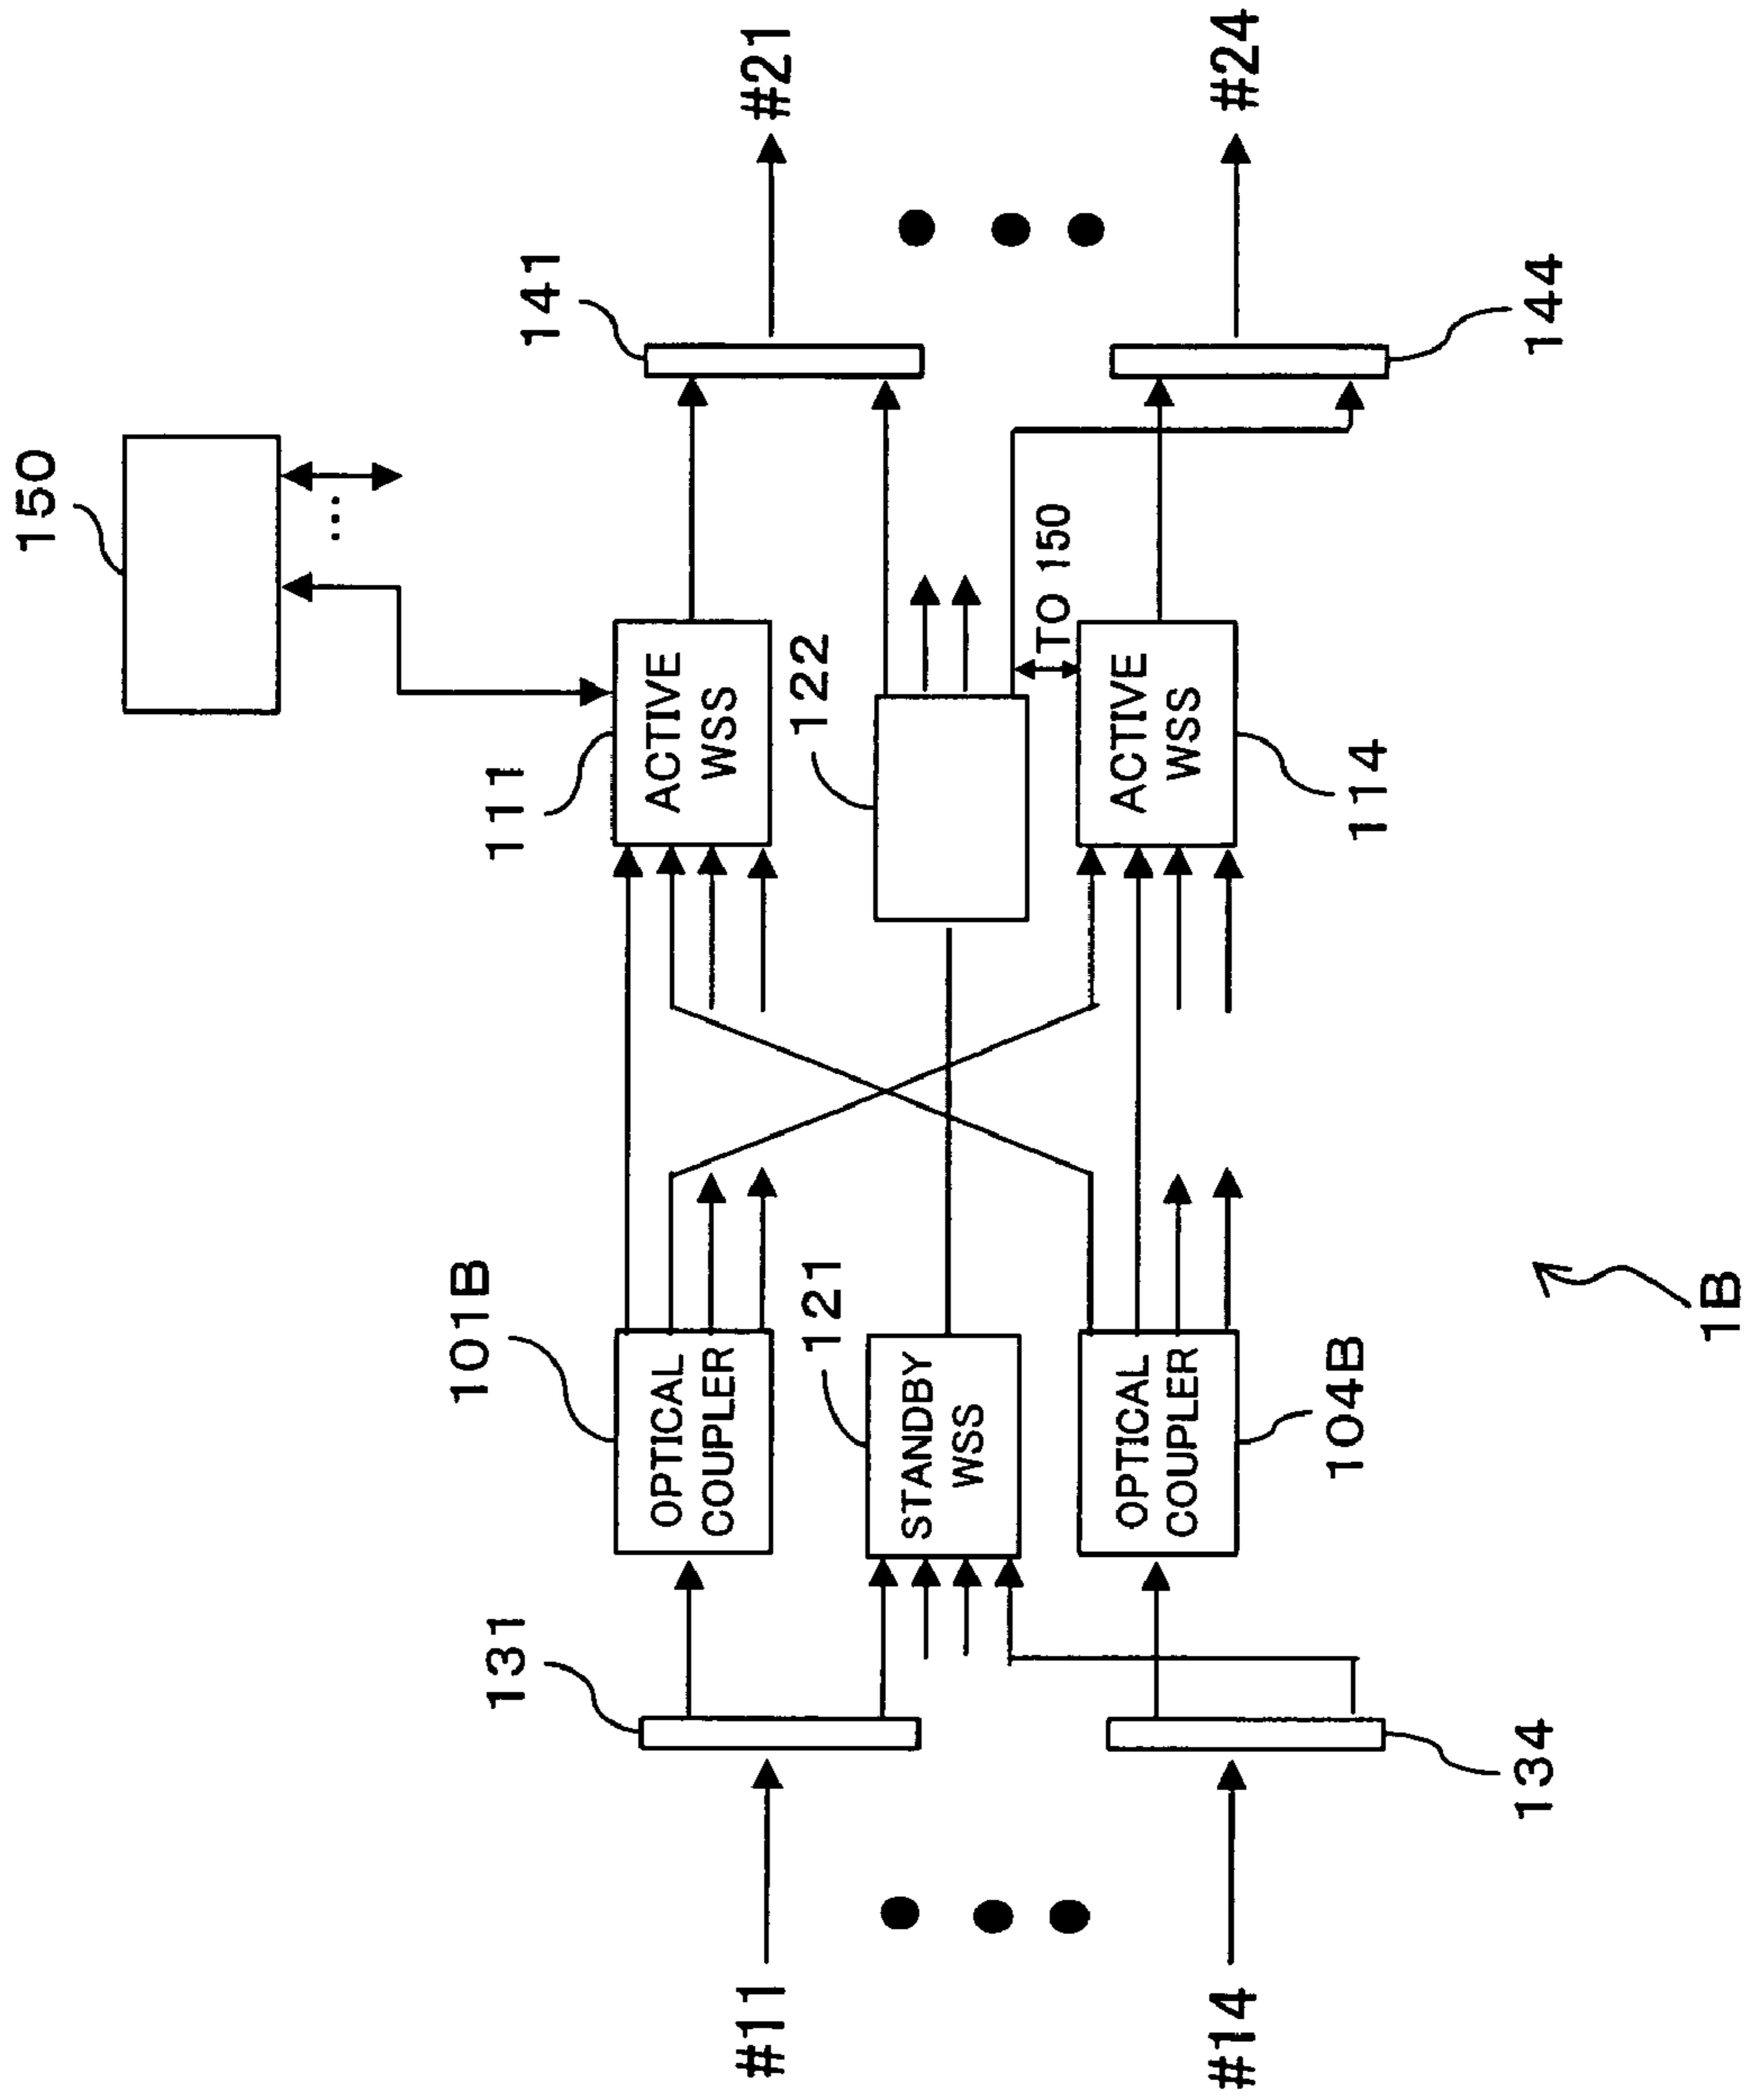 150
141
#21
111
ACTIVE
WSS
122
TO 150
ACTIVE
WSS
114
144
#24
101B
OPTICAL
COUPLER
121
STANDBY
WSS
OPTICAL
COUPLER
104B
131
134
#11
#14
1B
...